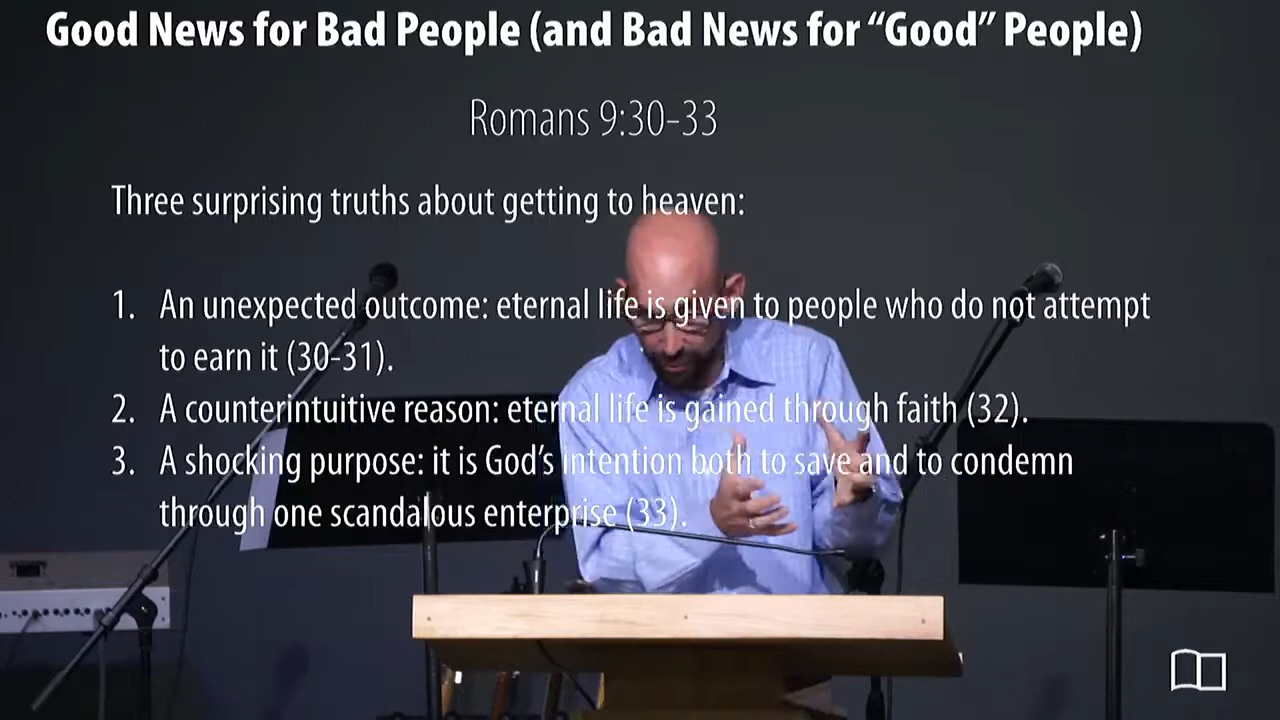 Good News for Bad People (and Bad News for “Good” People)
Romans 9:30-33
Three surprising truths about getting to heaven:
1. An unexpected outcome: eternal life is given to people who do not attempt
to earn it (30-31).
2. A counterintuitive reason: eternal life is gained through faith (32).
3. A shocking purpose: it is God’s intention both to save and to condemn
through one scandalous enterprise (33).